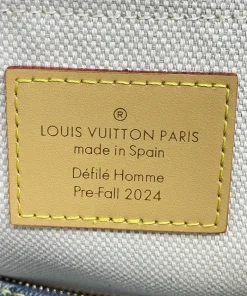 ®
LOUIS VUITTON PARIS
made in Spain
Défilé Homme
Pre-Fall 2024